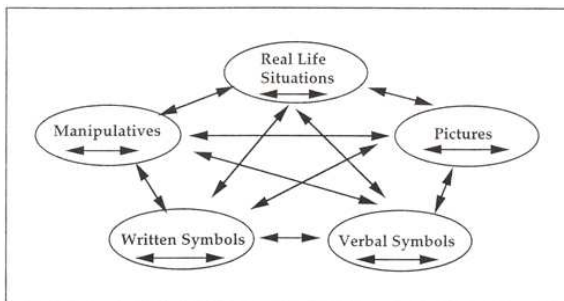 Real Life
Situations
Manipulatives
Pictures
Written Symbols
Verbal Symbols